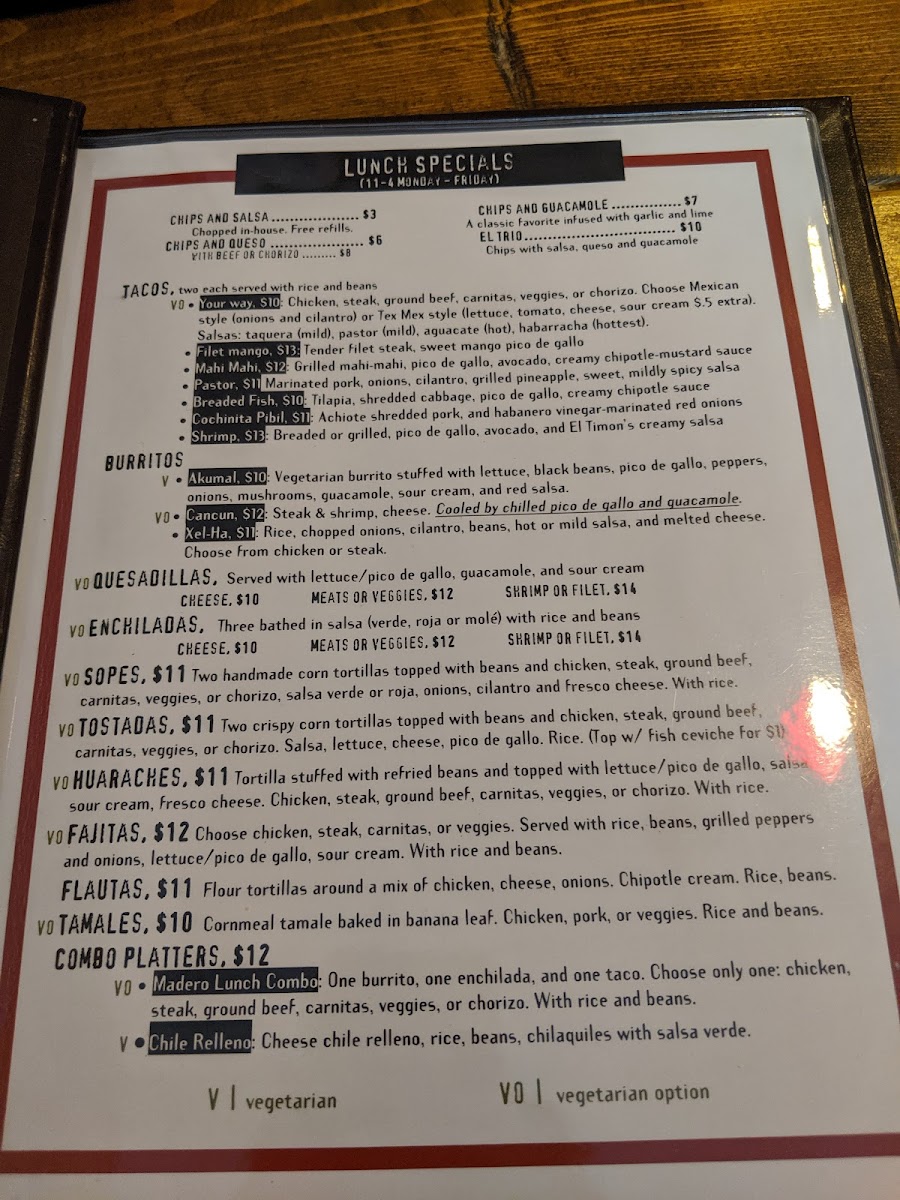 LUNCH SPECIALS
(11-4 MONDAY - FRIDAY)
CHIPS AND SALSA .................. $3
Chopped in-house. Free refills.
CHIPS AND QUESO .................... $6
WITH BEEF OR CHORIZO ......... $8
CHIPS AND GUACAMOLE .............. $7
A classic favorite infused with garlic and lime
EL TRIO............................... $10
Chips with salsa, queso and guacamole
TACOS, two each served with rice and beans
VO • Your way, $10: Chicken, steak, ground beef, carnitas, veggies, or chorizo. Choose Mexican
style (onions and cilantro) or Tex Mex style (lettuce, tomato, cheese, sour cream $.5 extra).
Salsas: taquera (mild), pastor (mild), aguacate (hot), habarracha (hottest).
• Filet mango, $13: Tender filet steak, sweet mango pico de gallo
• Mahi Mahi, $12: Grilled mahi-mahi, pico de gallo, avocado, creamy chipotle-mustard sauce
• Pastor, $11 Marinated pork, onions, cilantro, grilled pineapple, sweet, mildly spicy salsa
• Breaded Fish, $10: Tilapia, shredded cabbage, pico de gallo, creamy chipotle sauce
• Cochinita Pibil, $11: Achiote shredded pork, and habanero vinegar-marinated red onions
• Shrimp, $13: Breaded or grilled, pico de gallo, avocado, and El Timon's creamy salsa
BURRITOS
V • Akumal, $10: Vegetarian burrito stuffed with lettuce, black beans, pico de gallo, peppers,
onions, mushrooms, guacamole, sour cream, and red salsa.
VO • Cancun, $12: Steak & shrimp, cheese. Cooled by chilled pico de gallo and guacamole.
• Xel-Ha, $11: Rice, chopped onions, cilantro, beans, hot or mild salsa, and melted cheese.
Choose from chicken or steak.
VO QUESADILLAS, Served with lettuce/pico de gallo, guacamole, and sour cream
CHEESE, $10 MEATS OR VEGGIES, $12 SHRIMP OR FILET, $14
VO ENCHILADAS, Three bathed in salsa (verde, roja or molé) with rice and beans
CHEESE, $10 MEATS OR VEGGIES, $12 SHRIMP OR FILET, $14
VO SOPES, $11 Two handmade corn tortillas topped with beans and chicken, steak, ground beef,
carnitas, veggies, or chorizo, salsa verde or roja, onions, cilantro and fresco cheese. With rice.
VO TOSTADAS, $11 Two crispy corn tortillas topped with beans and chicken, steak, ground beef,
carnitas, veggies, or chorizo. Salsa, lettuce, cheese, pico de gallo. Rice. (Top w/ fish ceviche for $1)
VO HUARACHES, $11 Tortilla stuffed with refried beans and topped with lettuce/pico de gallo, salsa
sour cream, fresco cheese. Chicken, steak, ground beef, carnitas, veggies, or chorizo. With rice.
VO FAJITAS, $12 Choose chicken, steak, carnitas, or veggies. Served with rice, beans, grilled peppers
and onions, lettuce/pico de gallo, sour cream. With rice and beans.
FLAUTAS, $11 Flour tortillas around a mix of chicken, cheese, onions. Chipotle cream. Rice, beans.
VO TAMALES, $10 Cornmeal tamale baked in banana leaf. Chicken, pork, or veggies. Rice and beans.
COMBO PLATTERS, $12
VO • Madero Lunch Combo: One burrito, one enchilada, and one taco. Choose only one: chicken,
steak, ground beef, carnitas, veggies, or chorizo. With rice and beans.
V • Chile Relleno: Cheese chile relleno, rice, beans, chilaquiles with salsa verde.
V | vegetarian VO | vegetarian option